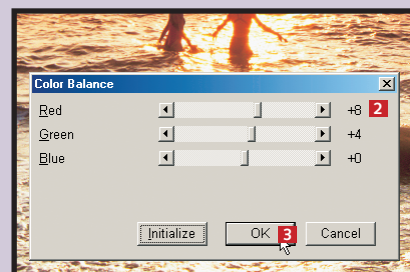 Color Balance
Red +8 2
Green +4
Blue +0
Initialize OK 3 Cancel